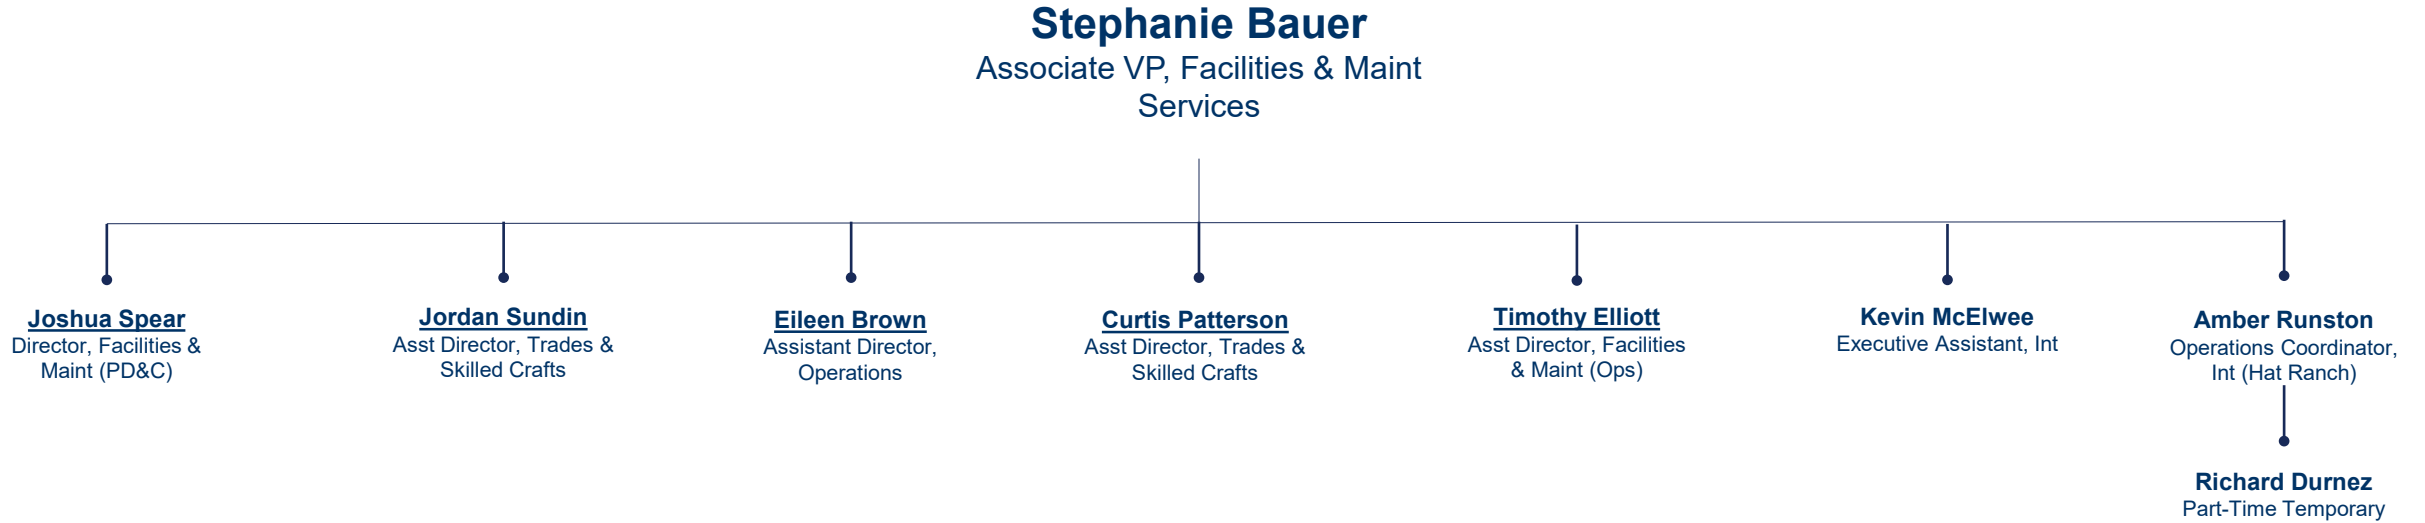 Stephanie Bauer
Associate VP, Facilities & Maint
Services
Joshua Spear
Director, Facilities &
Maint (PD&C)
Jordan Sundin
Asst Director, Trades &
Skilled Crafts
Eileen Brown
Assistant Director,
Operations
Curtis Patterson
Asst Director, Trades &
Skilled Crafts
Timothy Elliott
Asst Director, Facilities
& Maint (Ops)
Kevin McElwee
Executive Assistant, Int
Amber Runston
Operations Coordinator,
Int (Hat Ranch)
Richard Durnez
Part-Time Temporary